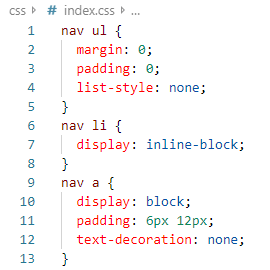 css > # index.css > ...
1 nav ul {
2   margin: 0;
3   padding: 0;
4   list-style: none;
5 }
6 nav li {
7   display: inline-block;
8 }
9 nav a {
10   display: block;
11   padding: 6px 12px;
12   text-decoration: none;
13 }